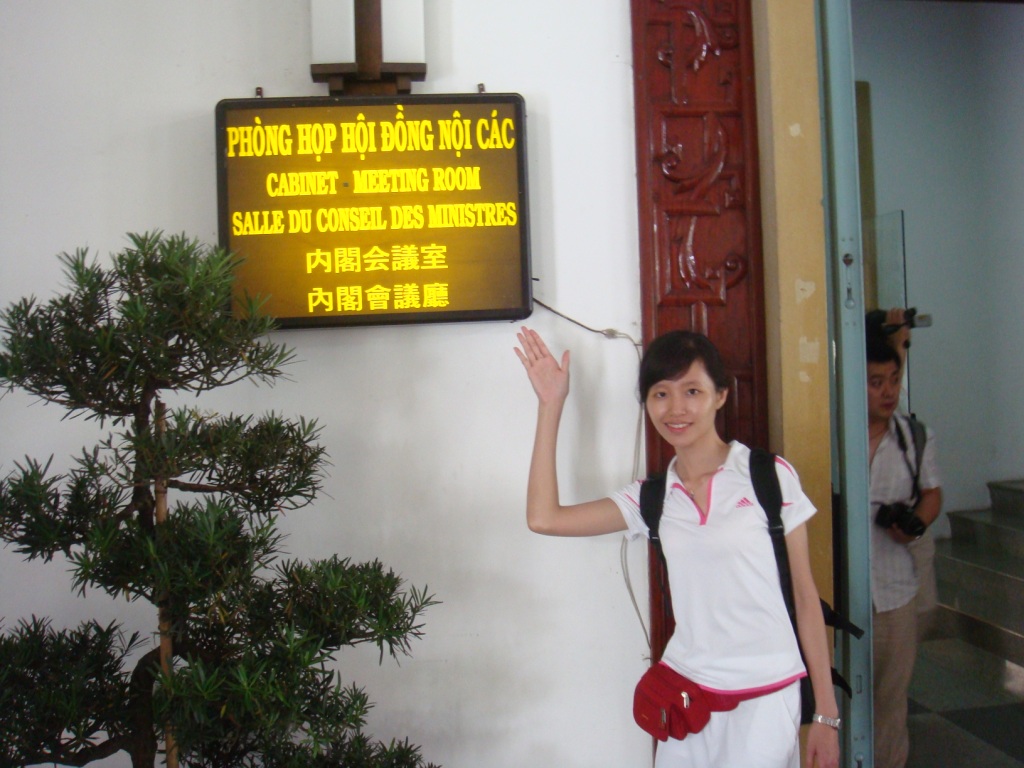 PHÒNG HỌP HỘI ĐỒNG NỘI CÁC
CABINET - MEETING ROOM
SALLE DU CONSEIL DES MINISTRES
内閣会議室
內閣會議廳